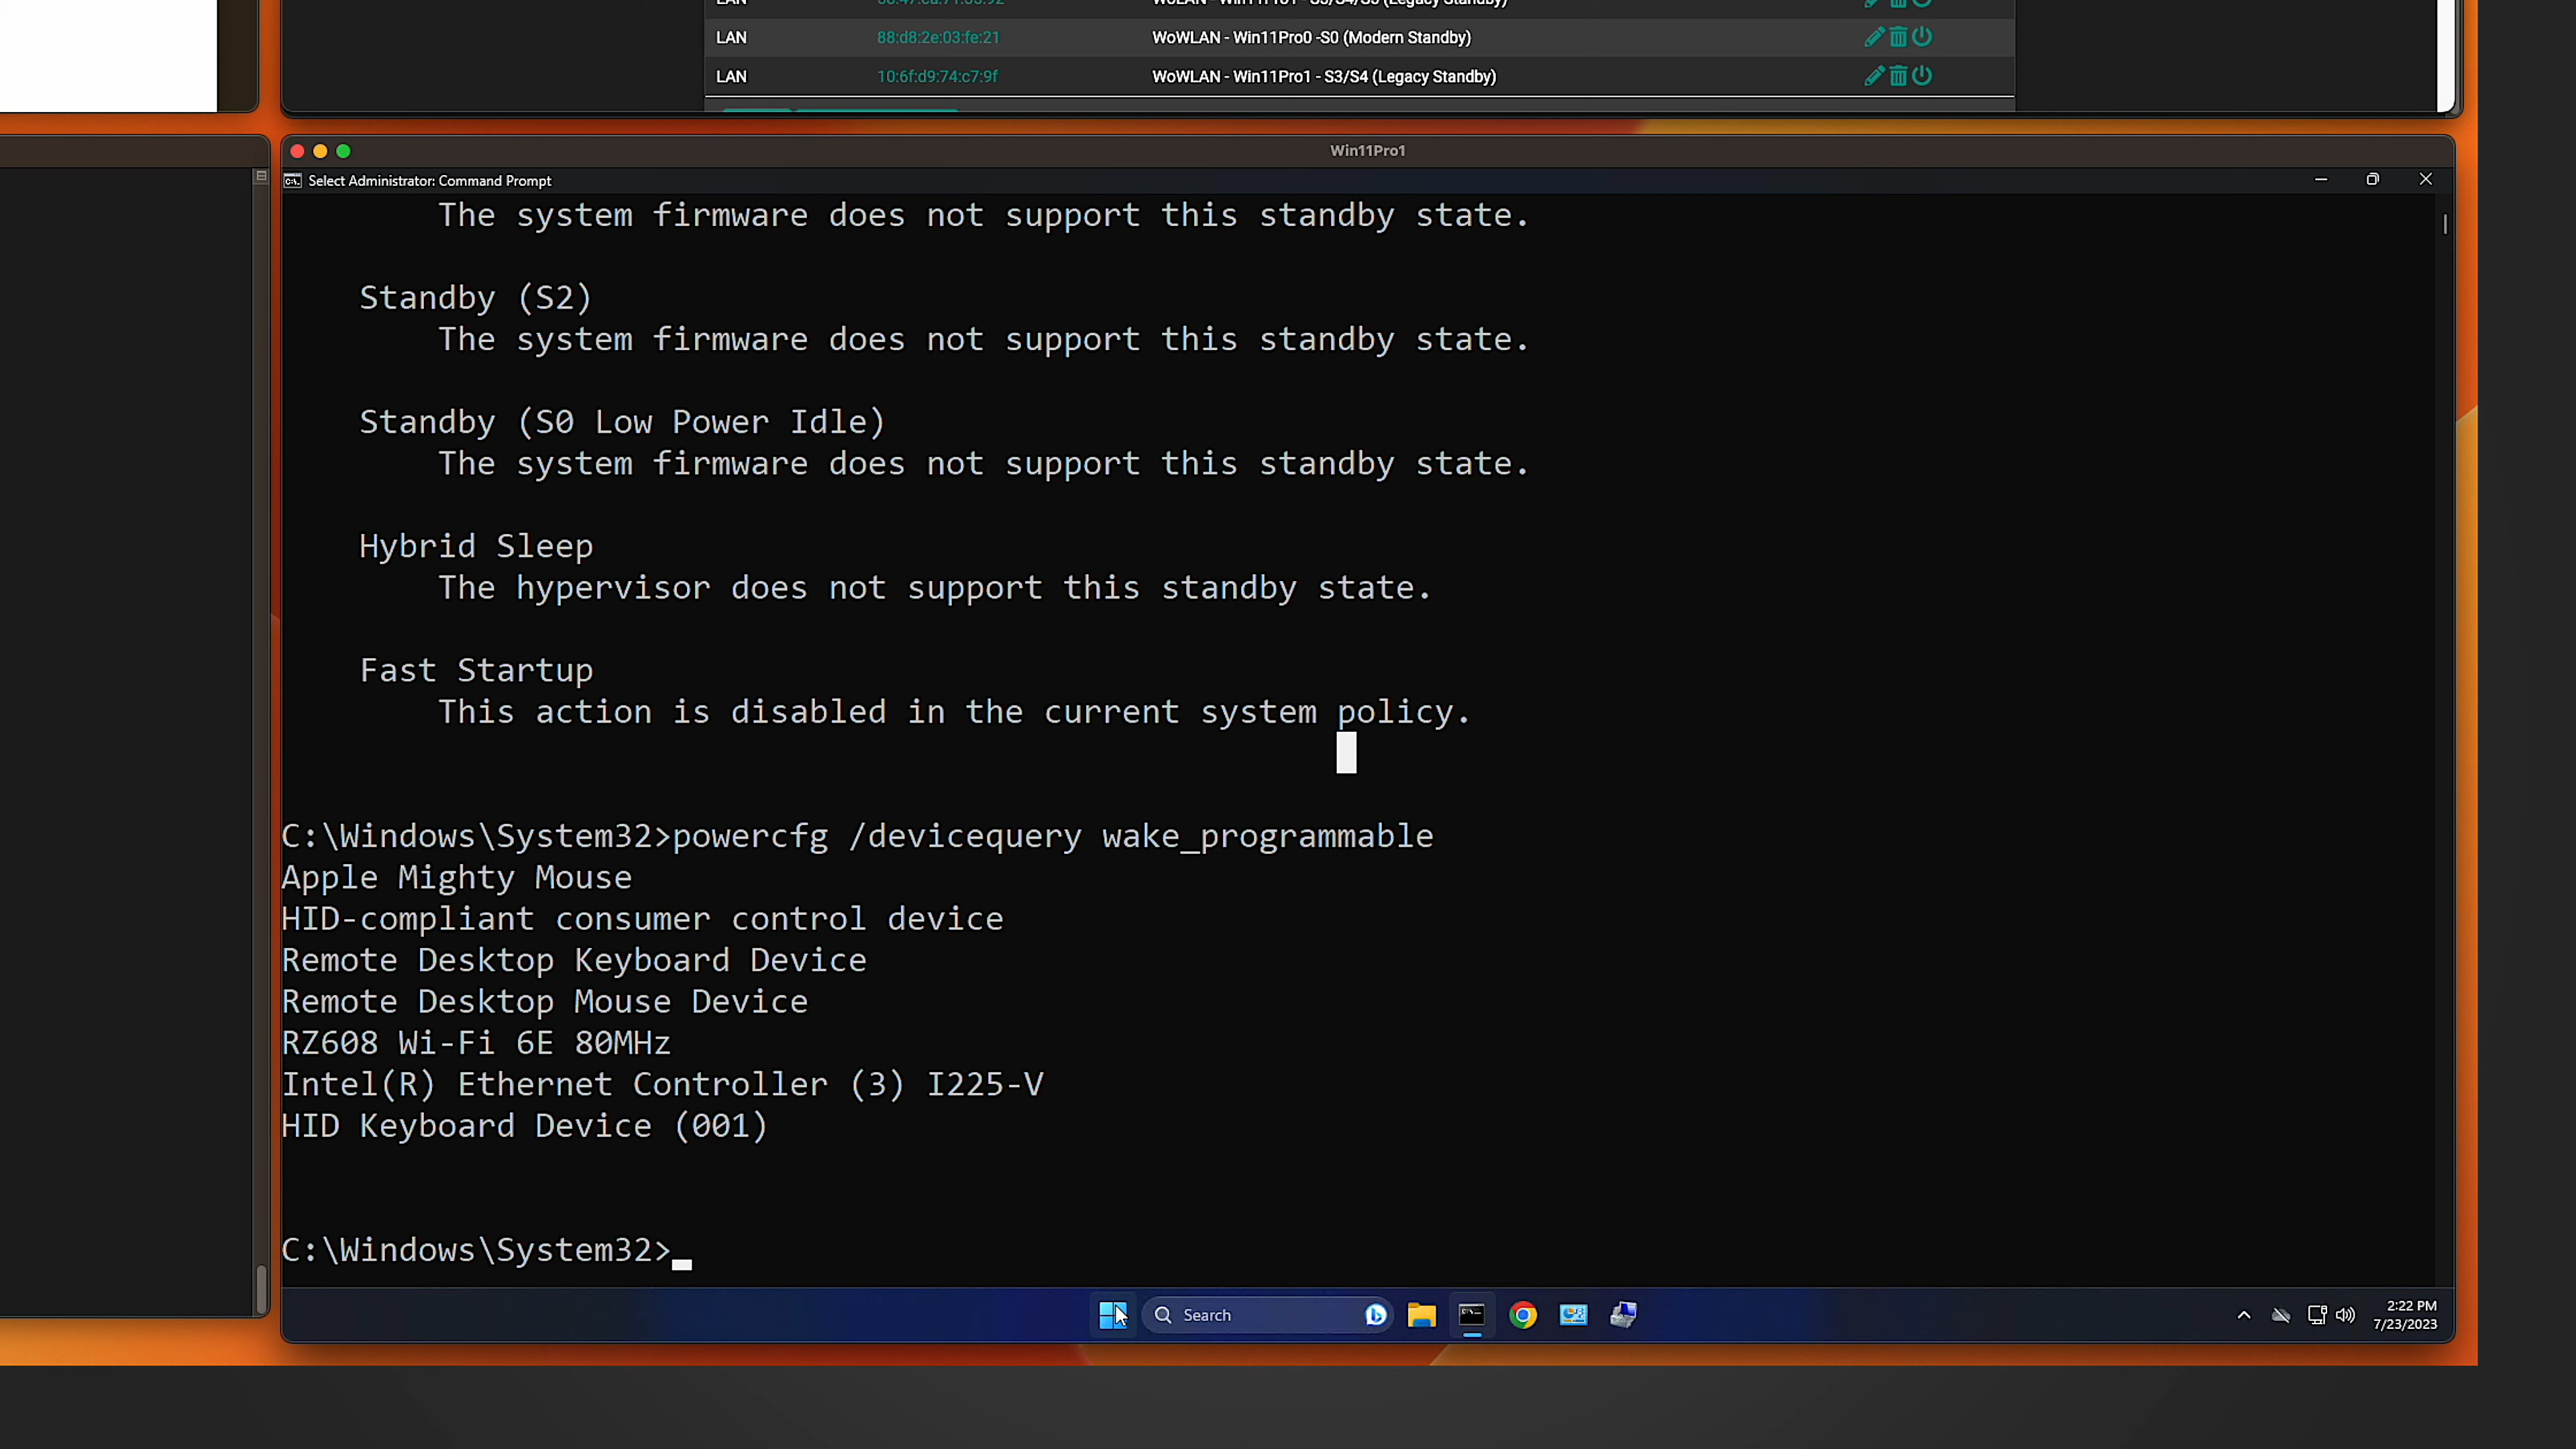 LAN 88:d8:2e:03:fe:21 WoWLAN - Win11Pro0 -S0 (Modern Standby)
LAN 10:6f:d9:74:c7:9f WoWLAN - Win11Pro1 - S3/S4 (Legacy Standby)
Win11Pro1
Select Administrator: Command Prompt
The system firmware does not support this standby state.
Standby (S2)
The system firmware does not support this standby state.
Standby (S0 Low Power Idle)
The system firmware does not support this standby state.
Hybrid Sleep
The hypervisor does not support this standby state.
Fast Startup
This action is disabled in the current system policy.
C:\Windows\System32>powercfg /devicequery wake_programmable
Apple Mighty Mouse
HID-compliant consumer control device
Remote Desktop Keyboard Device
Remote Desktop Mouse Device
RZ608 Wi-Fi 6E 80MHz
Intel(R) Ethernet Controller (3) I225-V
HID Keyboard Device (001)
C:\Windows\System32>
Search
2:22 PM
7/23/2023